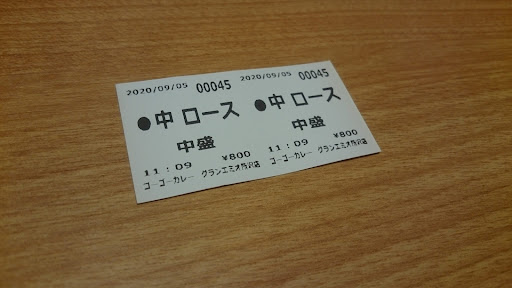 2020/09/05 00045 2020/09/05 00045
●中 ロース ●中 ロース
中盛 中盛
11:09 ¥800 11:09 ¥800
ゴーゴーカレー グランエミオ所沢店 ゴーゴーカレー グランエミオ所沢店